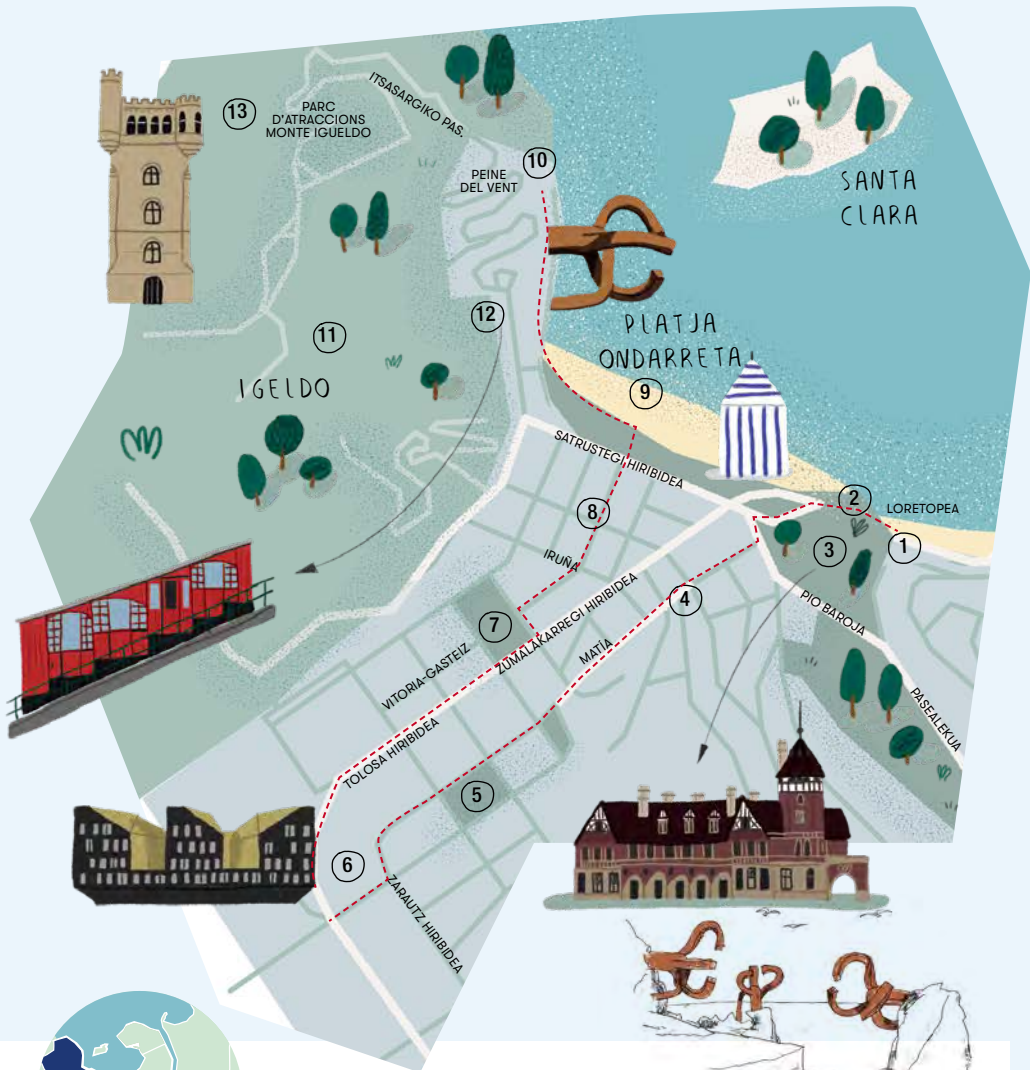 13
PARC
D'ATRACCIONS
MONTE IGUELDO
ITSASARGIKO PAS.
10
PEINE
DEL VENT
SANTA
CLARA
12
11
IGELDO
PLATJA
ONDARRETA
9
SATRUSTEGI HIRIBIDEA
8
2
LORETOPEA
1
3
IRUÑA
4
PIO BAROJA
PASEALEKUA
7
ZUMALAKARREGI HIRIBIDEA
MATÍA
VITORIA-GASTEIZ
TOLOSA HIRIBIDEA
5
6
ZARAUTZ HIRIBIDEA